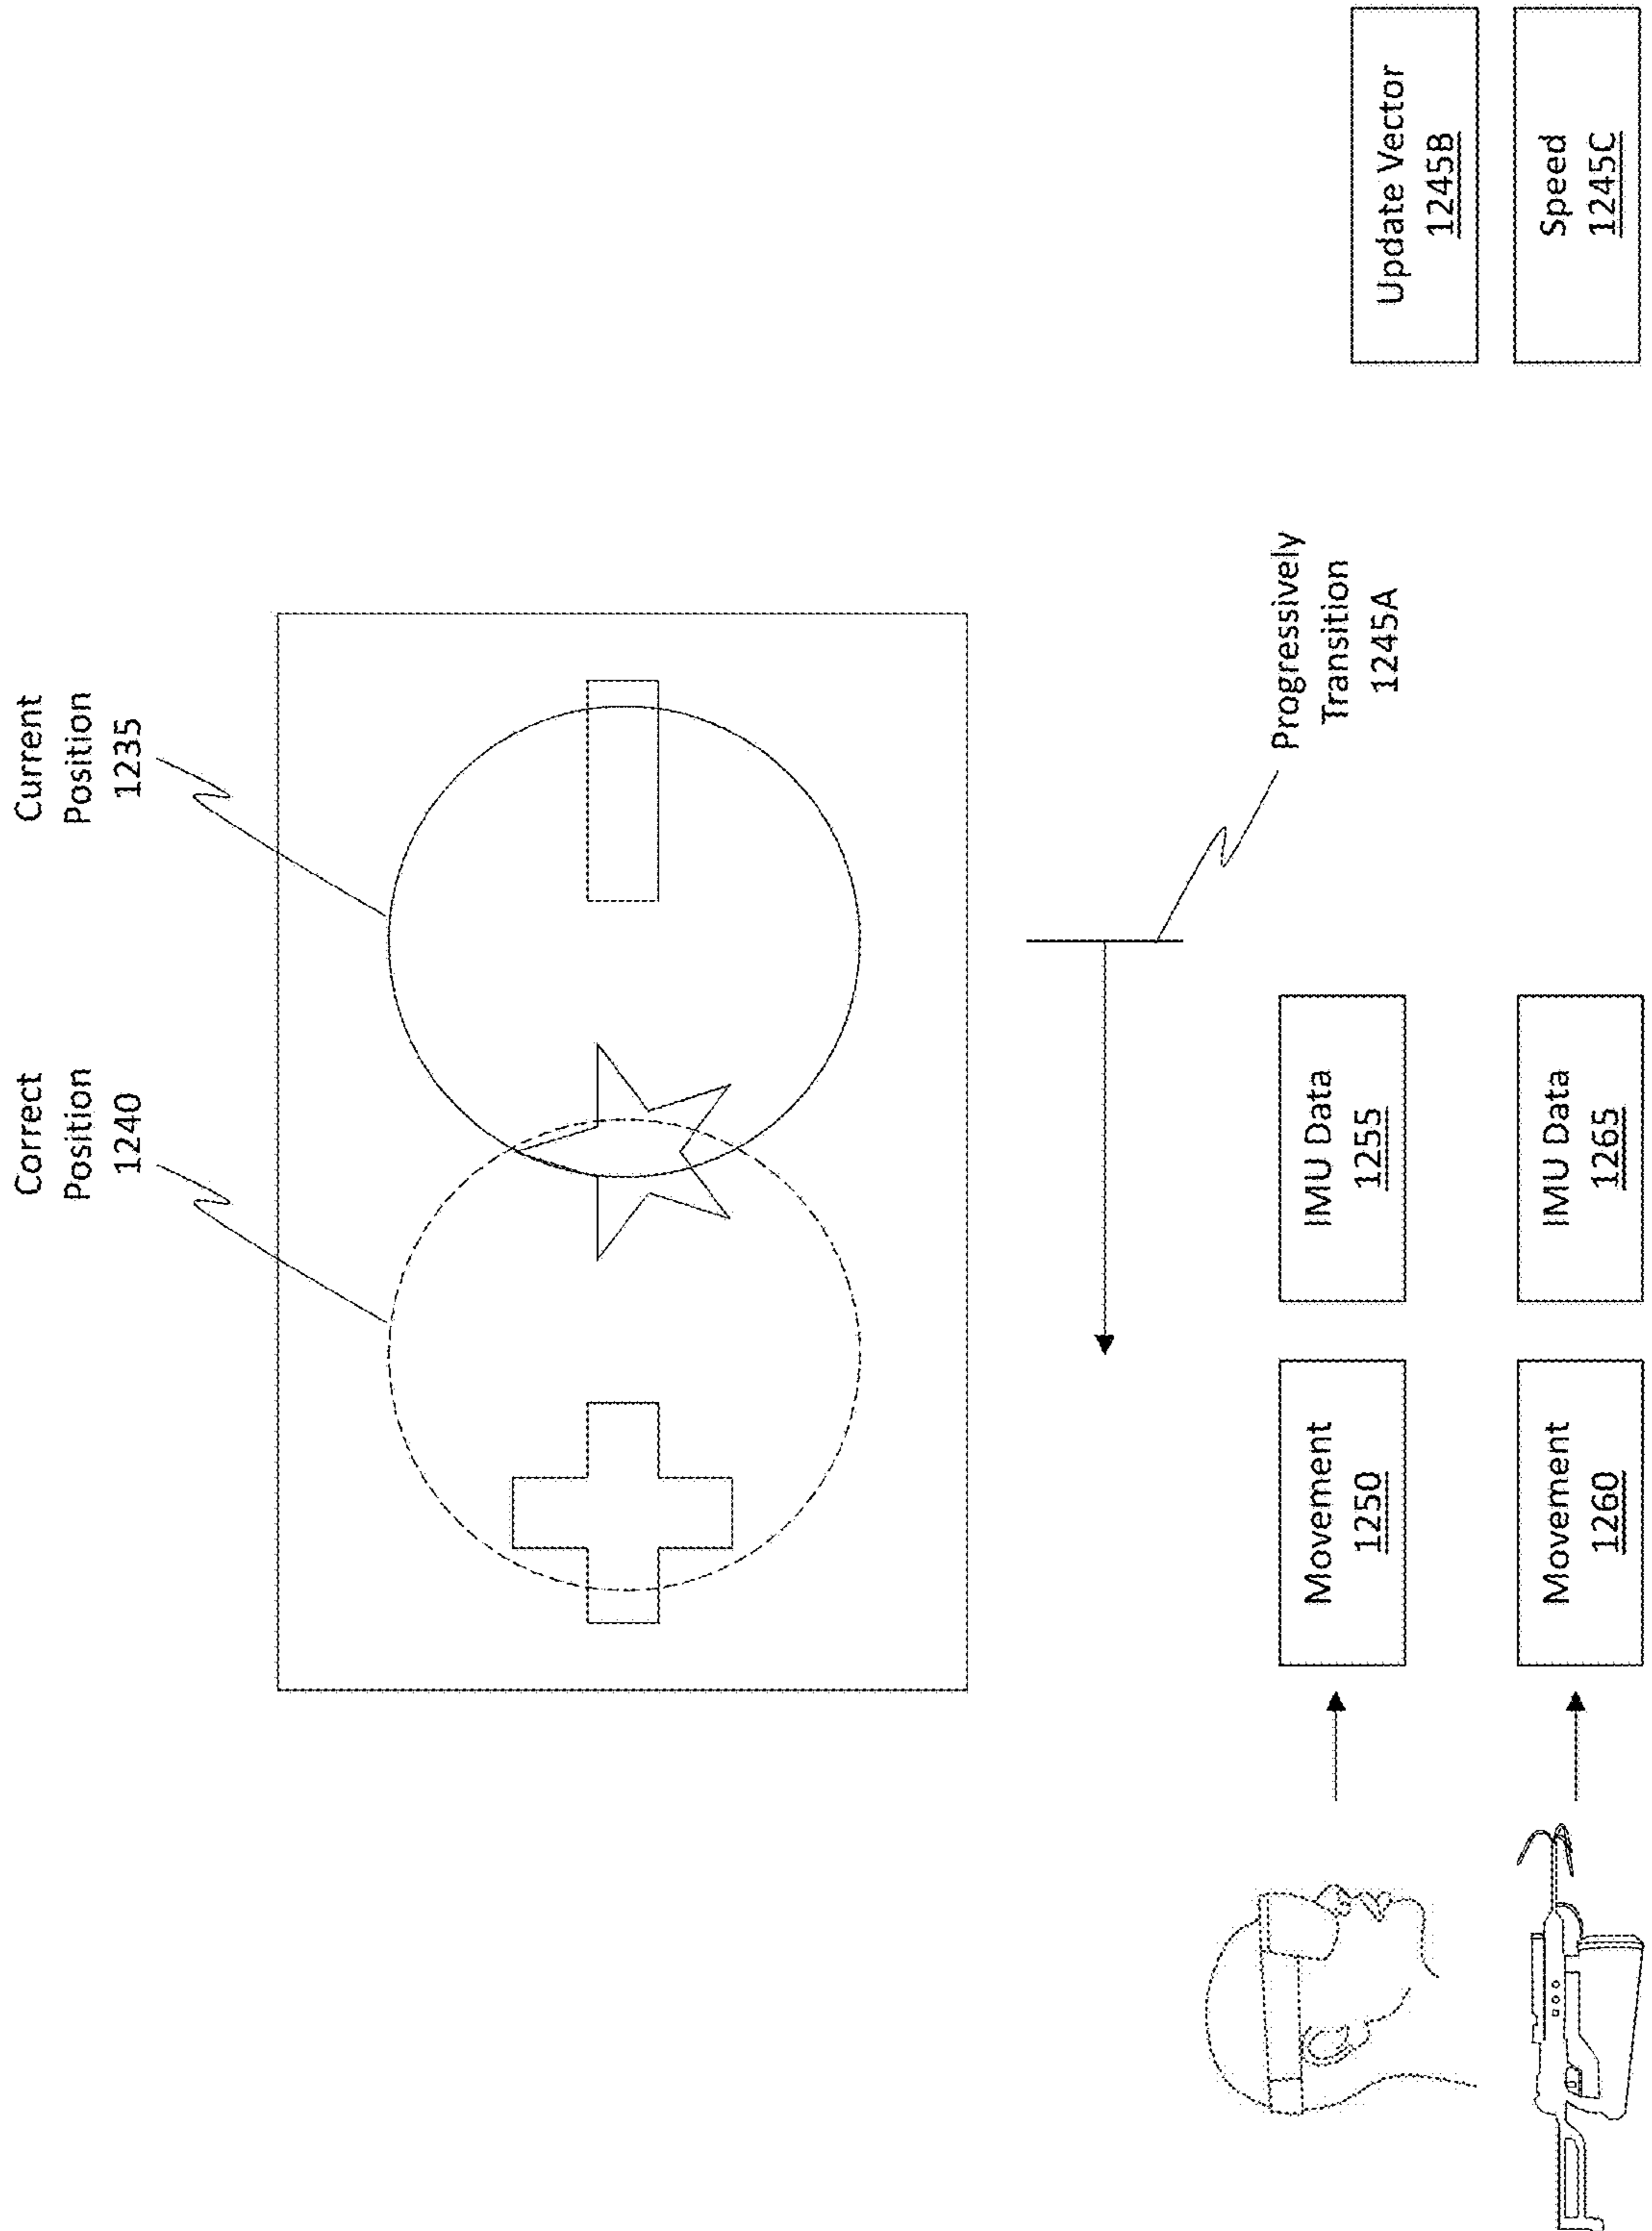 Correct
Position
1240
Current
Position
1235
Progressively
Transition
1245A
Movement
1250
IMU Data
1255
Update Vector
1245B
Movement
1260
IMU Data
1265
Speed
1245C